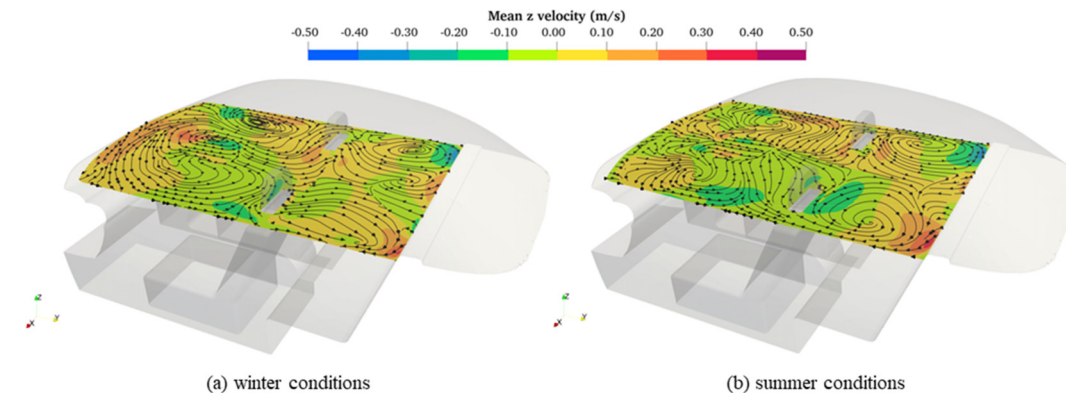 Mean z velocity (m/s)
-0.50 -0.40 -0.30 -0.20 -0.10 0.00 0.10 0.20 0.30 0.40 0.50
Z Z
X Y X Y
(a) winter conditions (b) summer conditions